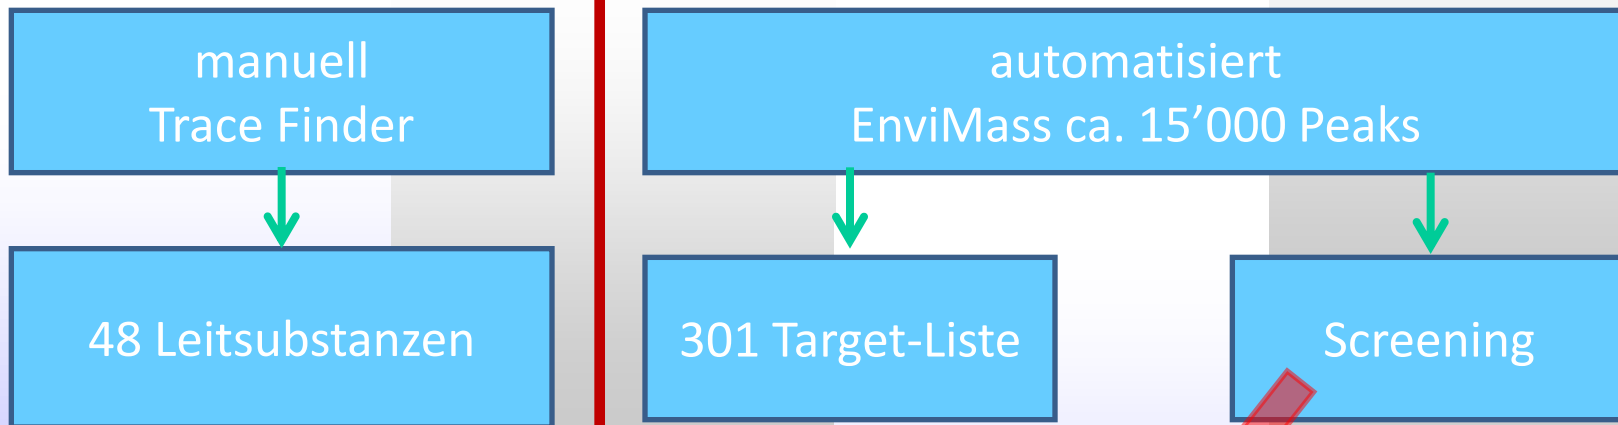 manuell
Trace Finder
automatisiert
EnviMass ca. 15’000 Peaks
48 Leitsubstanzen
301 Target-Liste
Screening